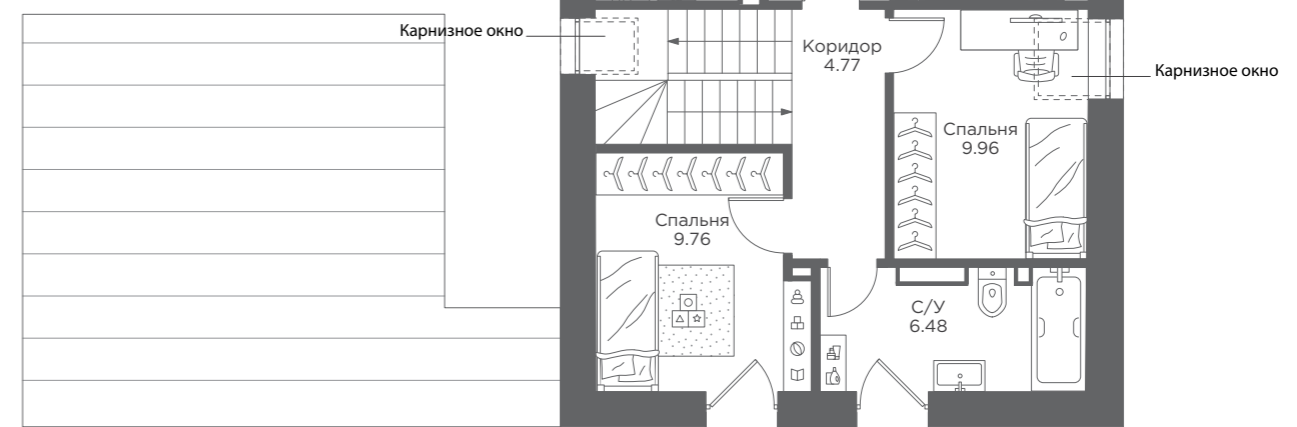 Карнизное окно
Коридор
4.77
Карнизное окно
Спальня
9.96
Спальня
9.76
С/У
6.48